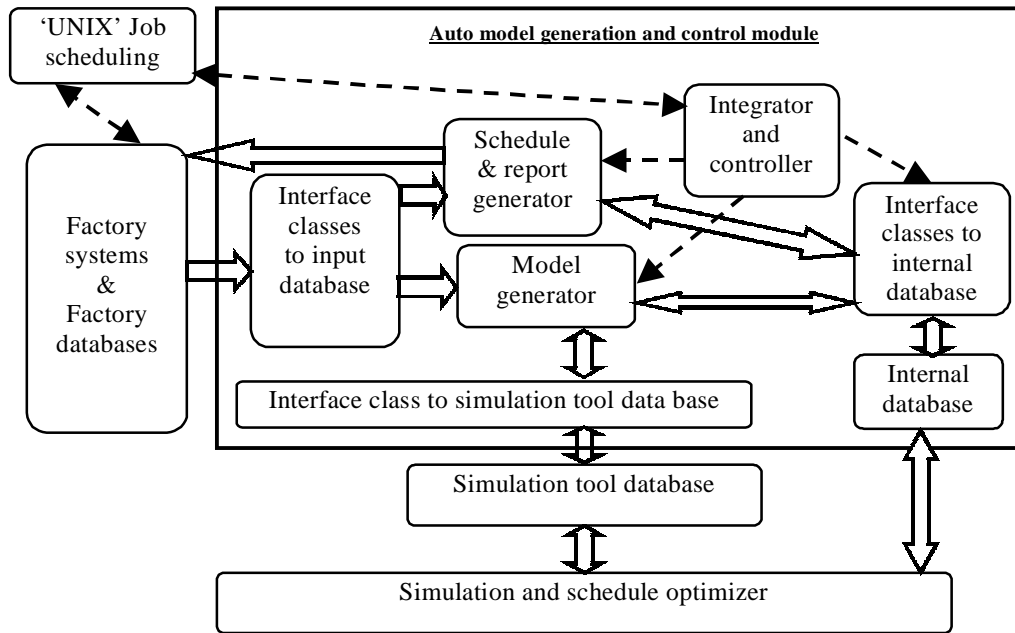 ‘UNIX’ Job
scheduling
Auto model generation and control module
Integrator
and
controller
Schedule
& report
generator
Interface
classes
to input
database
Interface
classes to
internal
database
Factory
systems
&
Factory
databases
Model
generator
Internal
database
Interface class to simulation tool data base
Simulation tool database
Simulation and schedule optimizer